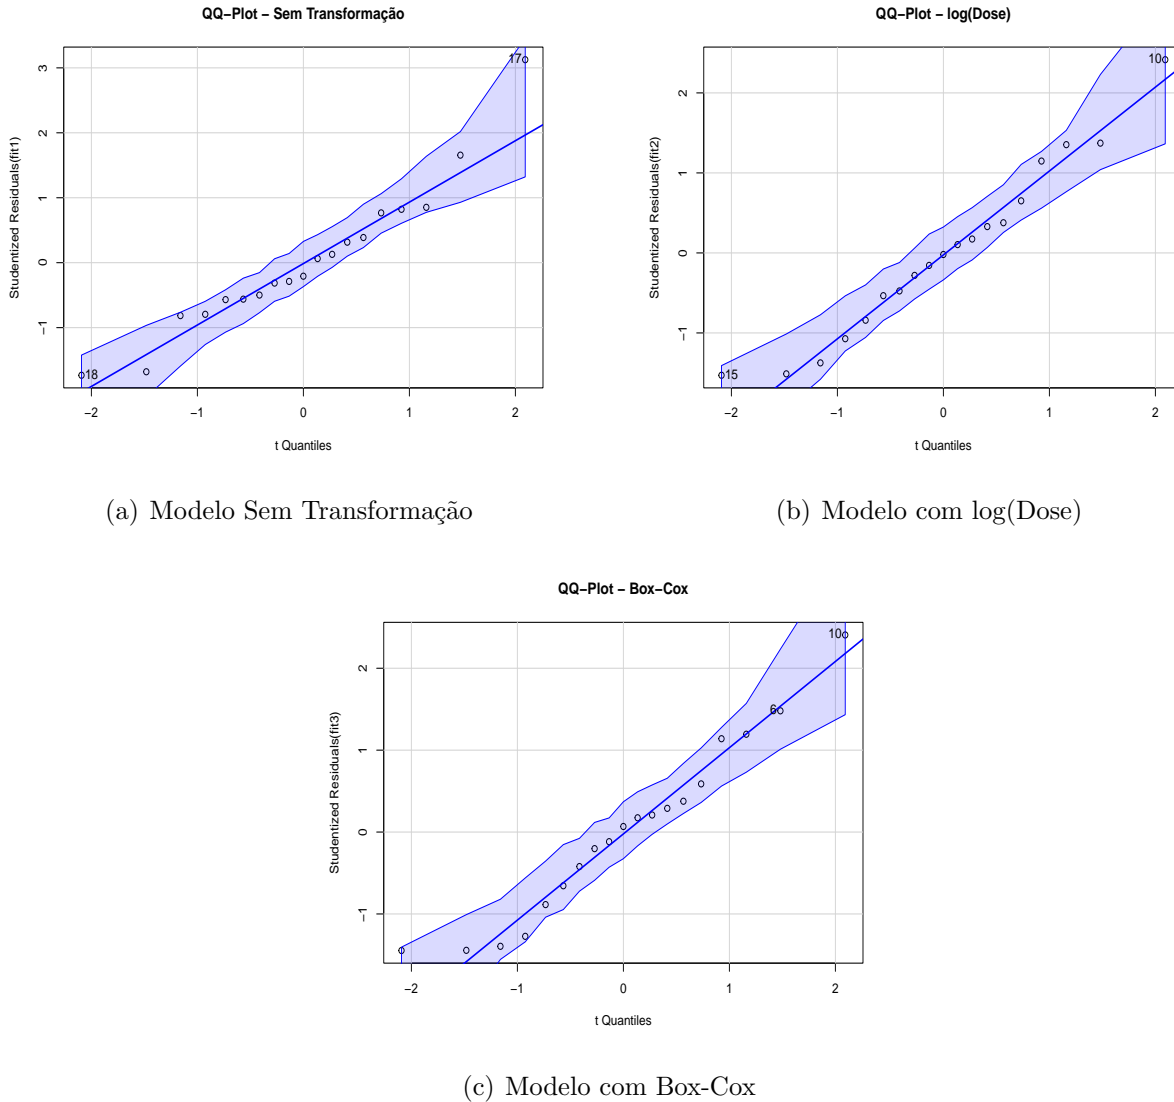 QQ−Plot − Sem Transformação
Studentized Residuals(fit1)
3
2
1
0
−1
17
18
−2 −1 0 1 2
t Quantiles
(a) Modelo Sem Transformação
QQ−Plot − log(Dose)
Studentized Residuals(fit2)
2
1
0
−1
10
15
−2 −1 0 1 2
t Quantiles
(b) Modelo com log(Dose)
QQ−Plot − Box−Cox
Studentized Residuals(fit3)
2
1
0
−1
10
6
−2 −1 0 1 2
t Quantiles
(c) Modelo com Box-Cox